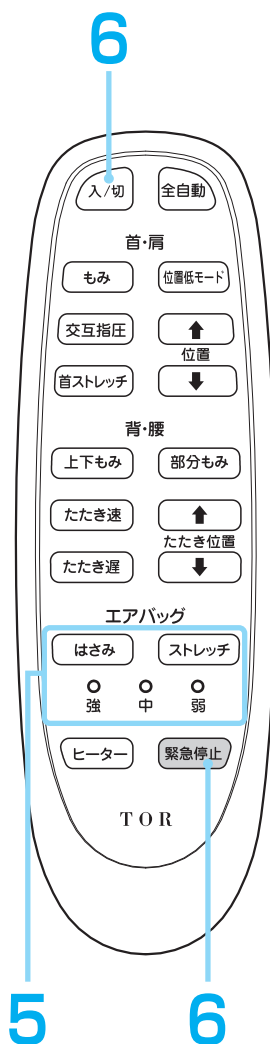 6
入/切 全自動
首・肩
もみ 位置低モード
交互指圧
位置
首ストレッチ
背・腰
上下もみ 部分もみ
たたき速
たたき位置
たたき遅
エアバッグ
はさみ ストレッチ
強 中 弱
ヒーター 緊急停止
TOR
5 6